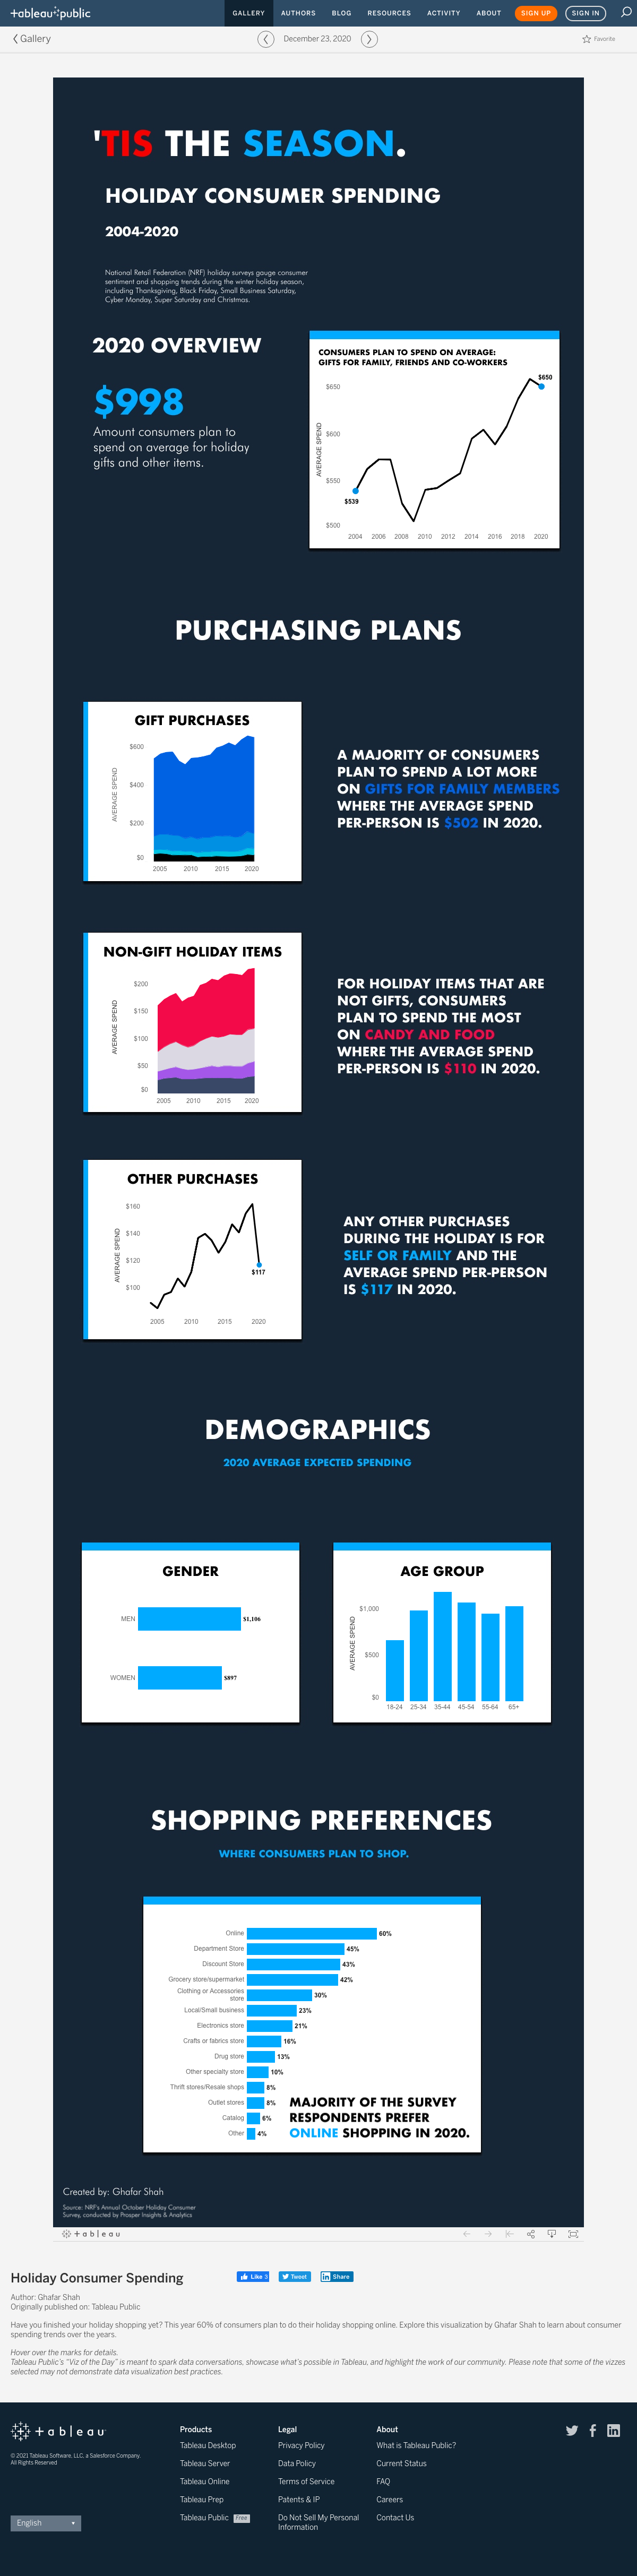 +ableau:public
GALLERY AUTHORS BLOG RESOURCES ACTIVITY ABOUT SIGN UP SIGN IN
Gallery
December 23, 2020
Favorite
'TIS THE SEASON.
HOLIDAY CONSUMER SPENDING
2004-2020
National Retail Federation (NRF) holiday surveys gauge consumer
sentiment and shopping trends during the winter holiday season,
including Thanksgiving, Black Friday, Small Business Saturday,
Cyber Monday, Super Saturday and Christmas.
2020 OVERVIEW
$998
Amount consumers plan to
spend on average for holiday
gifts and other items.
CONSUMERS PLAN TO SPEND ON AVERAGE:
GIFTS FOR FAMILY, FRIENDS AND CO-WORKERS
$650
$650
$600
AVERAGE SPEND
$550
$539
$500
2004 2006 2008 2010 2012 2014 2016 2018 2020
PURCHASING PLANS
GIFT PURCHASES
$600
$400
AVERAGE SPEND
$200
$0
2005 2010 2015 2020
A MAJORITY OF CONSUMERS
PLAN TO SPEND A LOT MORE
ON GIFTS FOR FAMILY MEMBERS
WHERE THE AVERAGE SPEND
PER-PERSON IS $502 IN 2020.
NON-GIFT HOLIDAY ITEMS
$200
$150
AVERAGE SPEND
$100
$50
$0
2005 2010 2015 2020
FOR HOLIDAY ITEMS THAT ARE
NOT GIFTS, CONSUMERS
PLAN TO SPEND THE MOST
ON CANDY AND FOOD
WHERE THE AVERAGE SPEND
PER-PERSON IS $110 IN 2020.
OTHER PURCHASES
$160
$140
AVERAGE SPEND
$120
$117
$100
2005 2010 2015 2020
ANY OTHER PURCHASES
DURING THE HOLIDAY IS FOR
SELF OR FAMILY AND THE
AVERAGE SPEND PER-PERSON
IS $117 IN 2020.
DEMOGRAPHICS
2020 AVERAGE EXPECTED SPENDING
GENDER
MEN $1,106
WOMEN $897
AGE GROUP
$1,000
AVERAGE SPEND
$500
$0
18-24 25-34 35-44 45-54 55-64 65+
SHOPPING PREFERENCES
WHERE CONSUMERS PLAN TO SHOP.
Online 60%
Department Store 45%
Discount Store 43%
Grocery store/supermarket 42%
Clothing or Accessories
store 30%
Local/Small business 23%
Electronics store 21%
Crafts or fabrics store 16%
Drug store 13%
Other specialty store 10%
Thrift stores/Resale shops 8%
Outlet stores 8%
Catalog 6%
Other 4%
MAJORITY OF THE SURVEY
RESPONDENTS PREFER
ONLINE SHOPPING IN 2020.
Created by: Ghafar Shah
Source: NRF's Annual October Holiday Consumer
Survey, conducted by Prosper Insights & Analytics
+ableau
Holiday Consumer Spending
Like 3 Tweet Share
Author: Ghafar Shah
Originally published on: Tableau Public
Have you finished your holiday shopping yet? This year 60% of consumers plan to do their holiday shopping online. Explore this visualization by Ghafar Shah to learn about consumer
spending trends over the years.
Hover over the marks for details.
Tableau Public's "Viz of the Day" is meant to spark data conversations, showcase what's possible in Tableau, and highlight the work of our community. Please note that some of the vizzes
selected may not demonstrate data visualization best practices.
+ableau
© 2021 Tableau Software, LLC, a Salesforce Company.
All Rights Reserved
English
Products
Tableau Desktop
Tableau Server
Tableau Online
Tableau Prep
Tableau Public Free
Legal
Privacy Policy
Data Policy
Terms of Service
Patents & IP
Do Not Sell My Personal
Information
About
What is Tableau Public?
Current Status
FAQ
Careers
Contact Us